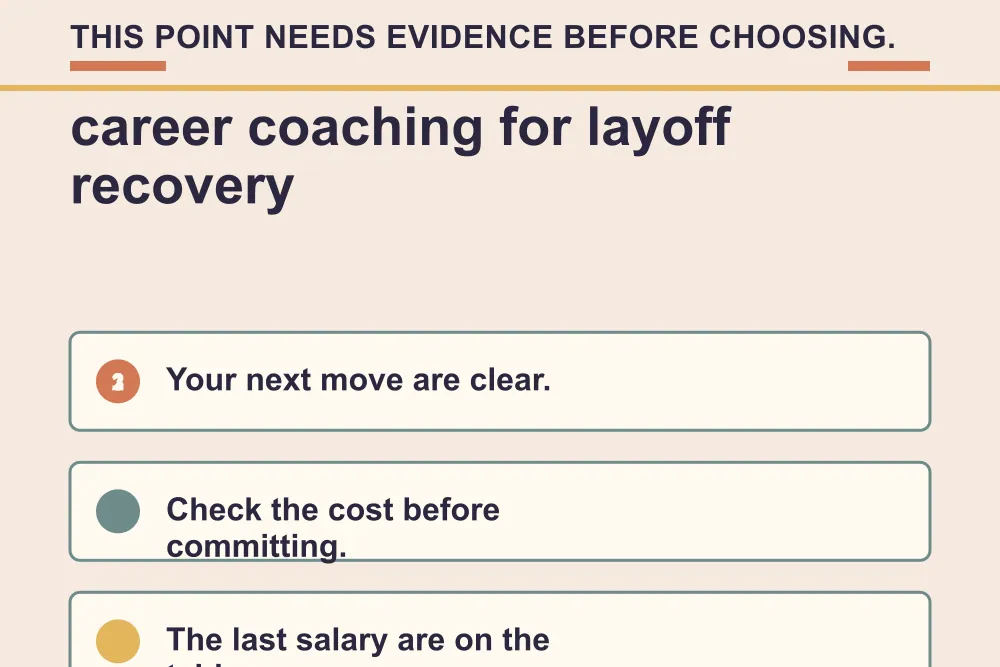 THIS POINT NEEDS EVIDENCE BEFORE CHOOSING.
career coaching for layoff
recovery
Your next move are clear.
Check the cost before
committing.
The last salary are on the